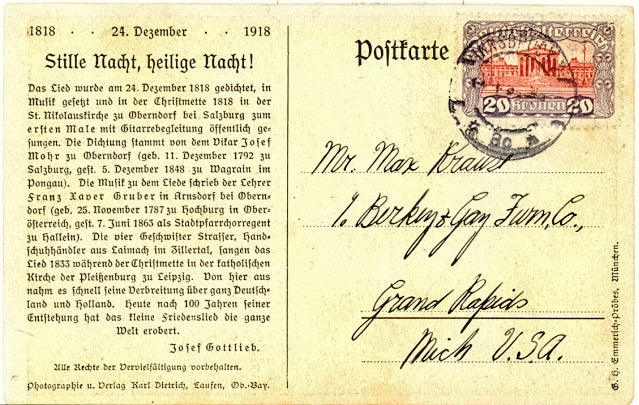 1818 · · 24. Dezember · · 1918
Stille Nacht, heilige Nacht!
Das Lied wurde am 24. Dezember 1818 gedichtet, in
Musik gesetzt und in der Christmette 1818 in der
St. Nikolauskirche zu Oberndorf bei Salzburg zum
ersten Male mit Gitarrebegleitung öffentlich ge-
sungen. Die Dichtung stammt von dem Vikar Josef
Mohr zu Oberndorf (geb. 11. Dezember 1792 zu
Salzburg, gest. 5. Dezember 1848 zu Wagrain im
Pongau). Die Musik zu dem Liede schrieb der Lehrer
Franz Xaver Gruber in Arnsdorf bei Obern-
dorf (geb. 25. November 1787 zu Hochburg in Ober-
österreich, gest. 7. Juni 1863 als Stadtpfarrchorregent
zu Hallein). Die vier Geschwister Strasser, Hand-
schuhhändler aus Laimach im Zillertal, sangen das
Lied 1833 während der Christmette in der katholischen
Kirche der Pleißenburg zu Leipzig. Von hier aus
nahm es schnell seine Verbreitung über ganz Deutsch-
land und Holland. Heute nach 100 Jahren seiner
Entstehung hat das kleine Friedenslied die ganze
Welt erobert.
Josef Gottlieb.
Alle Rechte der Vervielfältigung vorbehalten.
Photographie u. Verlag Karl Dietrich, Laufen, Ob.-Bay.
Postkarte
20 Kronen 20
Mr. Max Kraus
% Berkey & Gay Furn. Co.,
Grand Rapids
Mich U.S.A.
G. H. Emmerich-Pröbes, München.